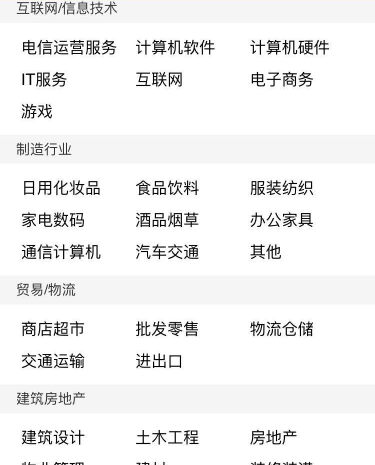 互联网/信息技术
电信运营服务 计算机软件 计算机硬件
IT服务 互联网 电子商务
游戏
制造行业
日用化妆品 食品饮料 服装纺织
家电数码 酒品烟草 办公家具
通信计算机 汽车交通 其他
贸易/物流
商店超市 批发零售 物流仓储
交通运输 进出口
建筑房地产
建筑设计 土木工程 房地产